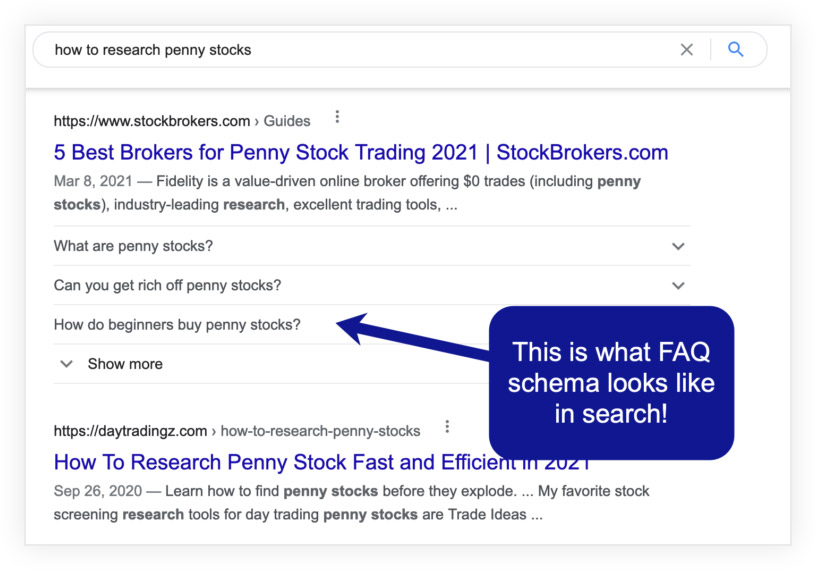 how to research penny stocks
https://www.stockbrokers.com › Guides
5 Best Brokers for Penny Stock Trading 2021 | StockBrokers.com
Mar 8, 2021 — Fidelity is a value-driven online broker offering $0 trades (including penny
stocks), industry-leading research, excellent trading tools, ...
What are penny stocks?
Can you get rich off penny stocks?
How do beginners buy penny stocks?
Show more
This is what FAQ
schema looks like
in search!
https://daytradingz.com › how-to-research-penny-stocks
How To Research Penny Stock Fast and Efficient in 2021
Sep 26, 2020 — Learn how to find penny stocks before they explode. ... My favorite stock
screening research tools for day trading penny stocks are Trade Ideas ...